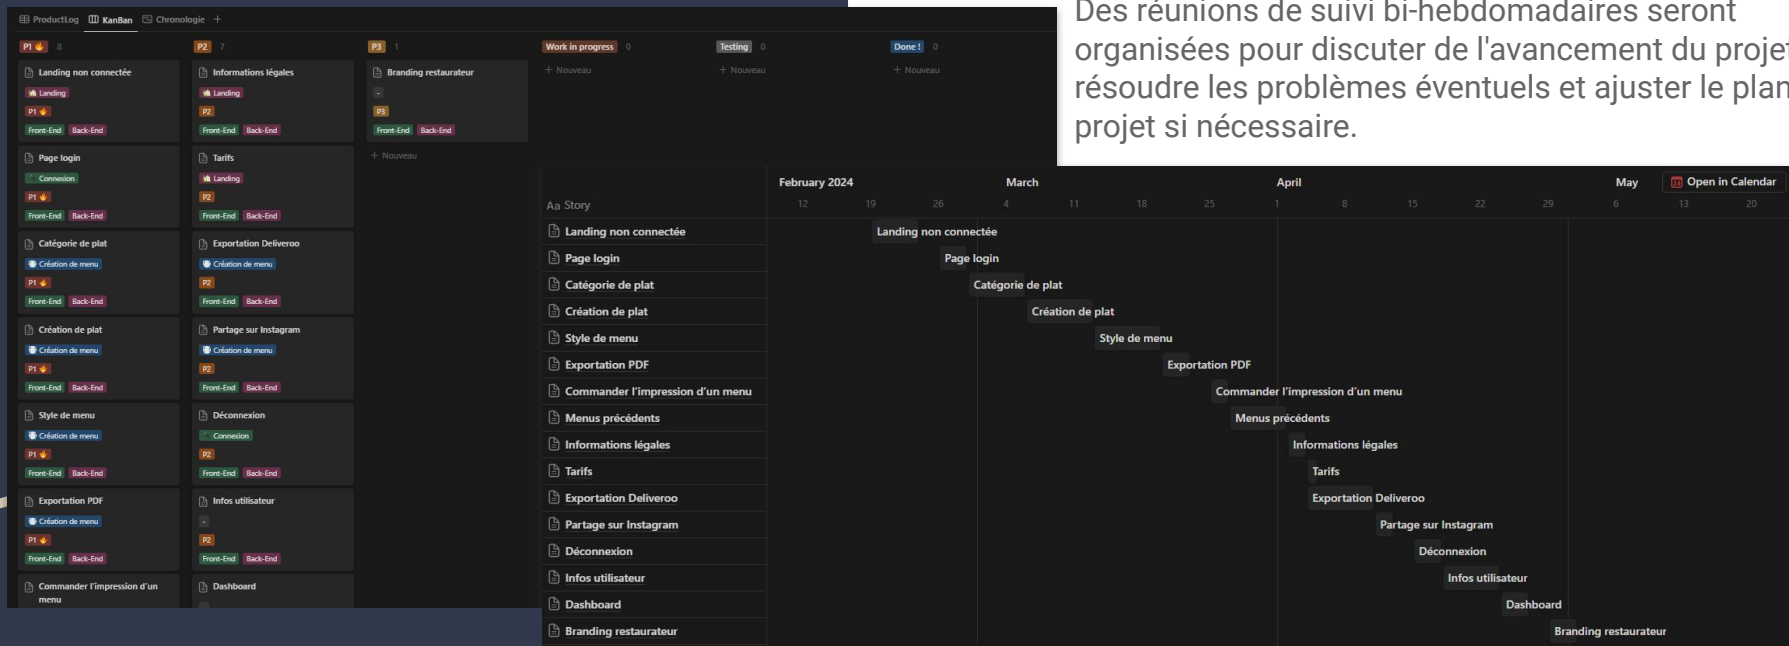 ProductLog KanBan Chronologie +
P1 8
Landing non connectée
Landing
P1
Front-End Back-End
Page login
Connexion
P1
Front-End Back-End
Catégorie de plat
Création de menu
P1
Front-End Back-End
Création de plat
Création de menu
P1
Front-End Back-End
Style de menu
Création de menu
P1
Front-End Back-End
Exportation PDF
Création de menu
P1
Front-End Back-End
Commander l'impression d'un
menu
P2 7
Informations légales
Landing
P2
Front-End Back-End
Tarifs
Landing
P2
Front-End Back-End
Exportation Deliveroo
Création de menu
P2
Front-End Back-End
Partage sur Instagram
Création de menu
P2
Front-End Back-End
Déconnexion
Connexion
P2
Front-End Back-End
Infos utilisateur
-
P2
Front-End Back-End
Dashboard
P3 1
Branding restaurateur
-
P3
Front-End Back-End
+ Nouveau
Work in progress 0
+ Nouveau
Testing 0
+ Nouveau
Done ! 0
+ Nouveau
Des réunions de suivi bi-hebdomadaires seront
organisées pour discuter de l'avancement du projet
résoudre les problèmes éventuels et ajuster le plan
projet si nécessaire.
February 2024 March April May Open in Calendar
Aa Story 12 19 26 4 11 18 25 1 8 15 22 29 6 13 20
Landing non connectée Landing non connectée
Page login Page login
Catégorie de plat Catégorie de plat
Création de plat Création de plat
Style de menu Style de menu
Exportation PDF Exportation PDF
Commander l'impression d'un menu Commander l'impression d'un menu
Menus précédents Menus précédents
Informations légales Informations légales
Tarifs Tarifs
Exportation Deliveroo Exportation Deliveroo
Partage sur Instagram Partage sur Instagram
Déconnexion Déconnexion
Infos utilisateur Infos utilisateur
Dashboard Dashboard
Branding restaurateur Branding restaurateur